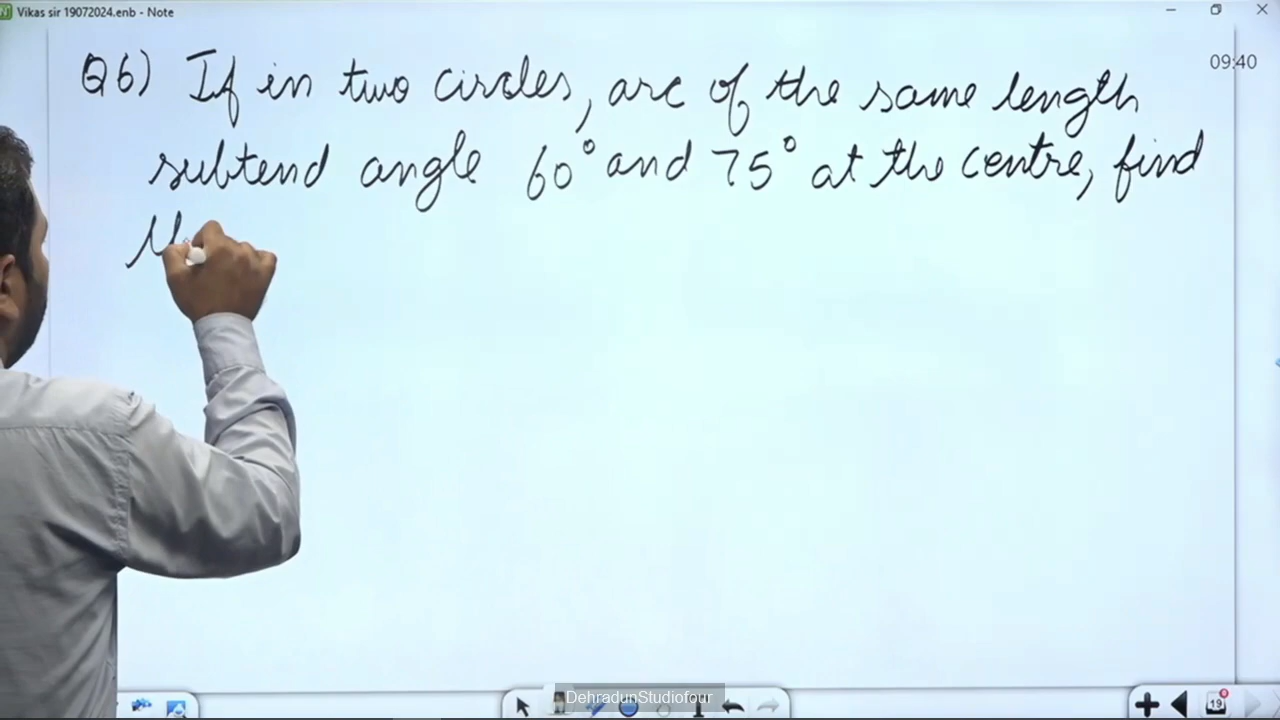 Vikas sir 19072024.enb - Note
09:40
Q6) If in two circles, arc of the same length
subtend angle 60° and 75° at the centre, find
DehradunStudiofour
19